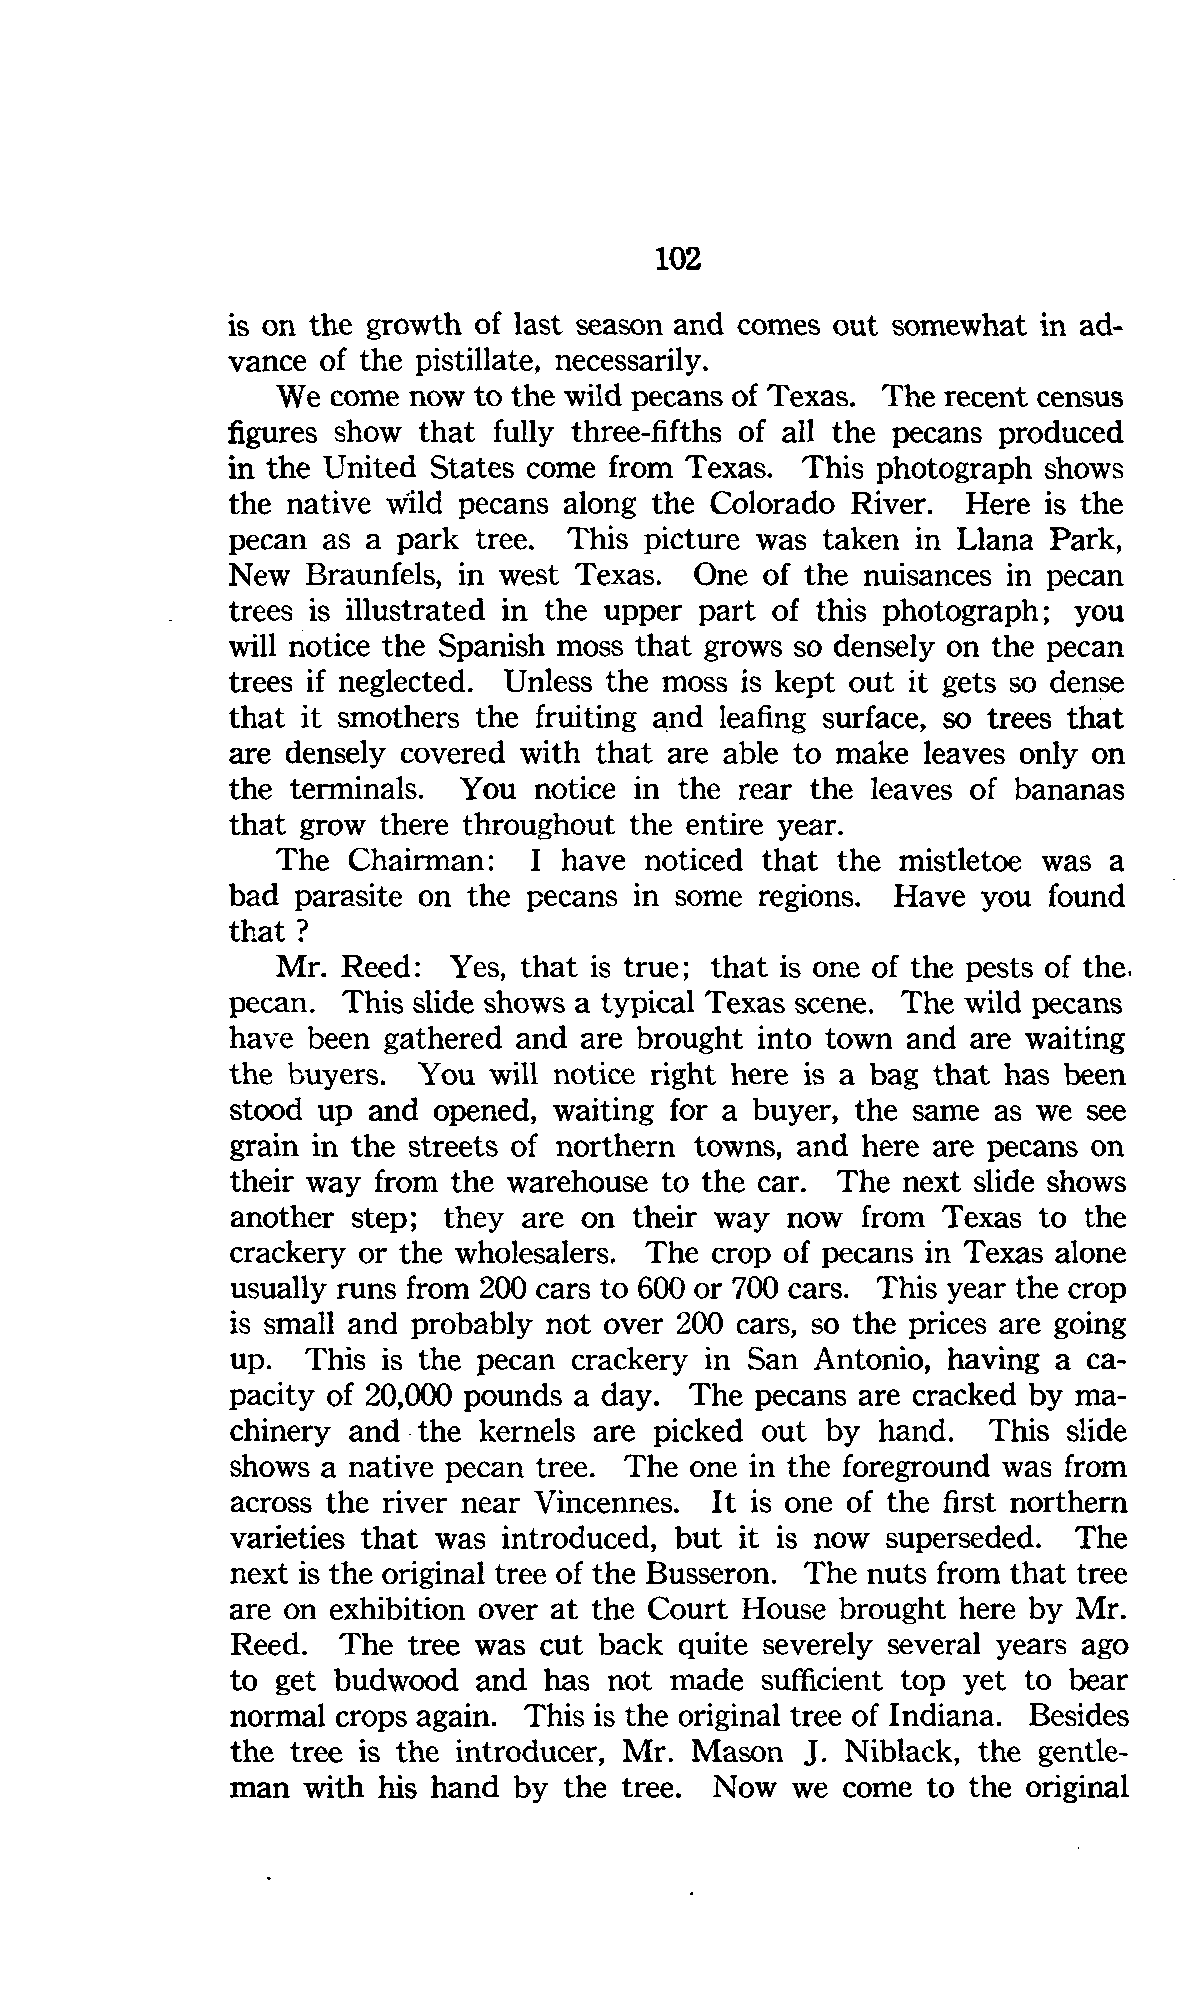 102
is on the growth of last season and comes out somewhat in ad-
vance of the pistillate, necessarily.
We come now to the wild pecans of Texas. The recent census
figures show that fully three-fifths of all the pecans produced
in the United States come from Texas. This photograph shows
the native wild pecans along the Colorado River. Here is the
pecan as a park tree. This picture was taken in Llana Park,
New Braunfels, in west Texas. One of the nuisances in pecan
trees is illustrated in the upper part of this photograph; you
will notice the Spanish moss that grows so densely on the pecan
trees if neglected. Unless the moss is kept out it gets so dense
that it smothers the fruiting and leafing surface, so trees that
are densely covered with that are able to make leaves only on
the terminals. You notice in the rear the leaves of bananas
that grow there throughout the entire year.
The Chairman: I have noticed that the mistletoe was a
bad parasite on the pecans in some regions. Have you found
that ?
Mr. Reed: Yes, that is true; that is one of the pests of the
pecan. This slide shows a typical Texas scene. The wild pecans
have been gathered and are brought into town and are waiting
the buyers. You will notice right here is a bag that has been
stood up and opened, waiting for a buyer, the same as we see
grain in the streets of northern towns, and here are pecans on
their way from the warehouse to the car. The next slide shows
another step; they are on their way now from Texas to the
crackery or the wholesalers. The crop of pecans in Texas alone
usually runs from 200 cars to 600 or 700 cars. This year the crop
is small and probably not over 200 cars, so the prices are going
up. This is the pecan crackery in San Antonio, having a ca-
pacity of 20,000 pounds a day. The pecans are cracked by ma-
chinery and the kernels are picked out by hand. This slide
shows a native pecan tree. The one in the foreground was from
across the river near Vincennes. It is one of the first northern
varieties that was introduced, but it is now superseded. The
next is the original tree of the Busseron. The nuts from that tree
are on exhibition over at the Court House brought here by Mr.
Reed. The tree was cut back quite severely several years ago
to get budwood and has not made sufficient top yet to bear
normal crops again. This is the original tree of Indiana. Besides
the tree is the introducer, Mr. Mason J. Niblack, the gentle-
man with his hand by the tree. Now we come to the original